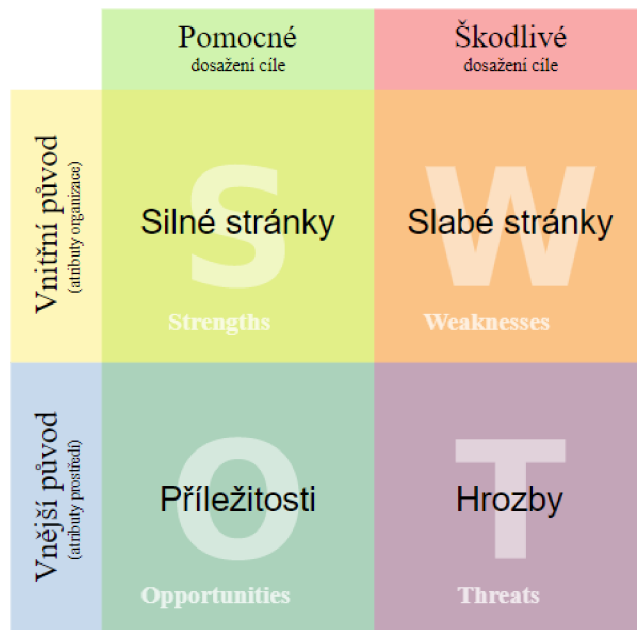 Pomocné
dosažení cíle
Škodlivé
dosažení cíle
Vnitřní původ
(atributy organizace)
S
Silné stránky
Strengths
W
Slabé stránky
Weaknesses
Vnější původ
(atributy prostředí)
O
Příležitosti
Opportunities
T
Hrozby
Threats